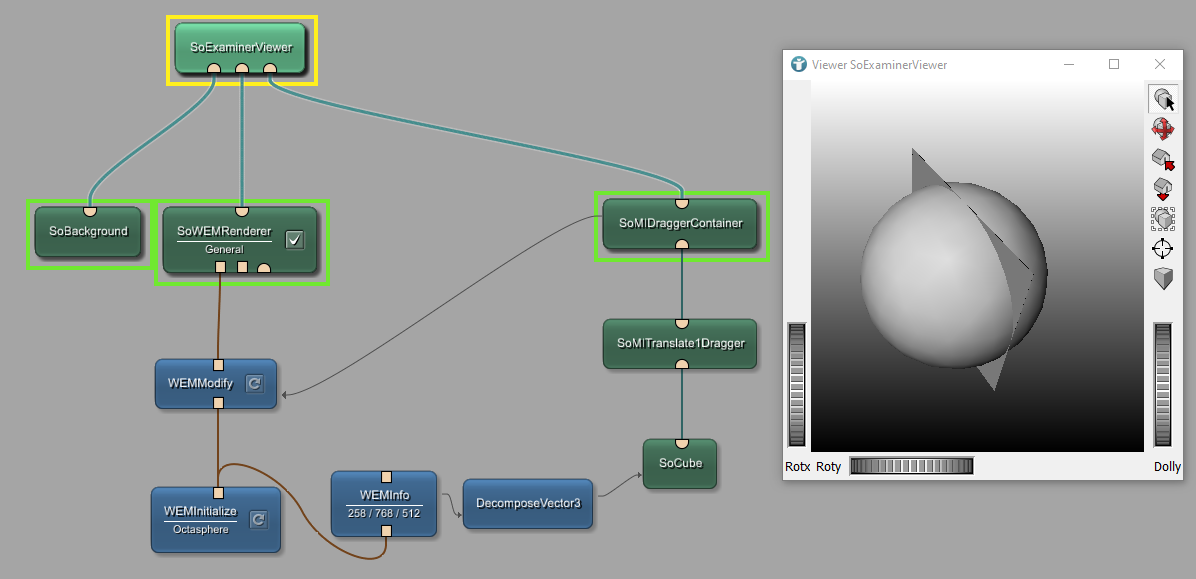 SoExaminerViewer
Viewer SoExaminerViewer
SoBackground
SoWEMRenderer
General
SoMIDraggerContainer
SoMITranslate1Dragger
WEMModify
SoCube
Rotx Roty
Dolly
WEMInitialize
Octasphere
WEMInfo
258 / 768 / 512
DecomposeVector3